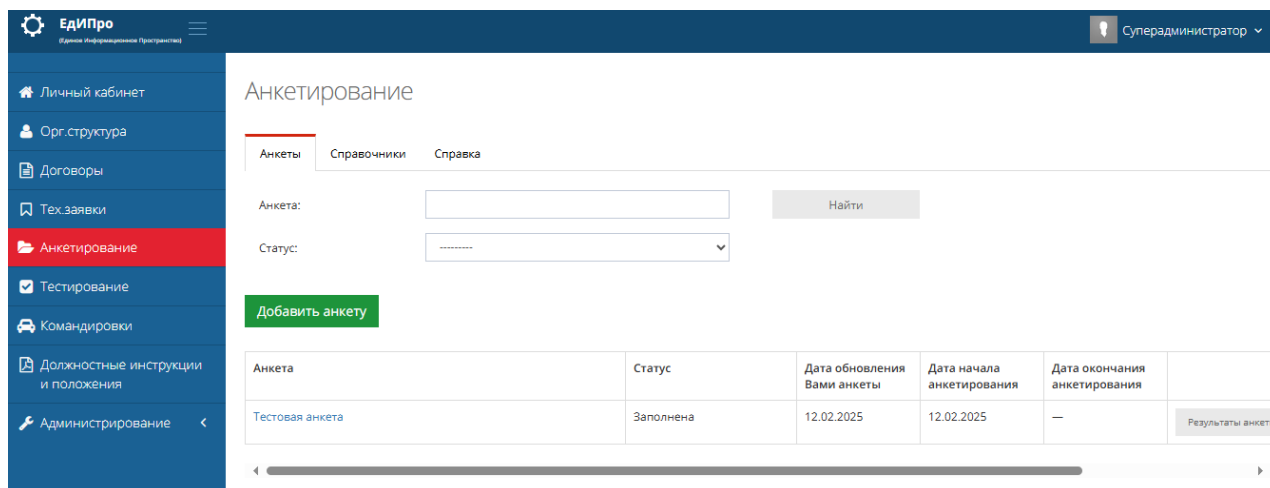 ЕдИПро
(Единое Информационное Пространство)
Суперадминистратор
Личный кабинет
Орг.структура
Договоры
Тех.заявки
Анкетирование
Тестирование
Командировки
Должностные инструкции
и положения
Администрирование
Анкетирование
Анкеты Справочники Справка
Анкета: Найти
Статус: ---------
Добавить анкету
Анкета Статус Дата обновления Дата начала Дата окончания
Вами анкеты анкетирования анкетирования
Тестовая анкета Заполнена 12.02.2025 12.02.2025 — Результаты анкет